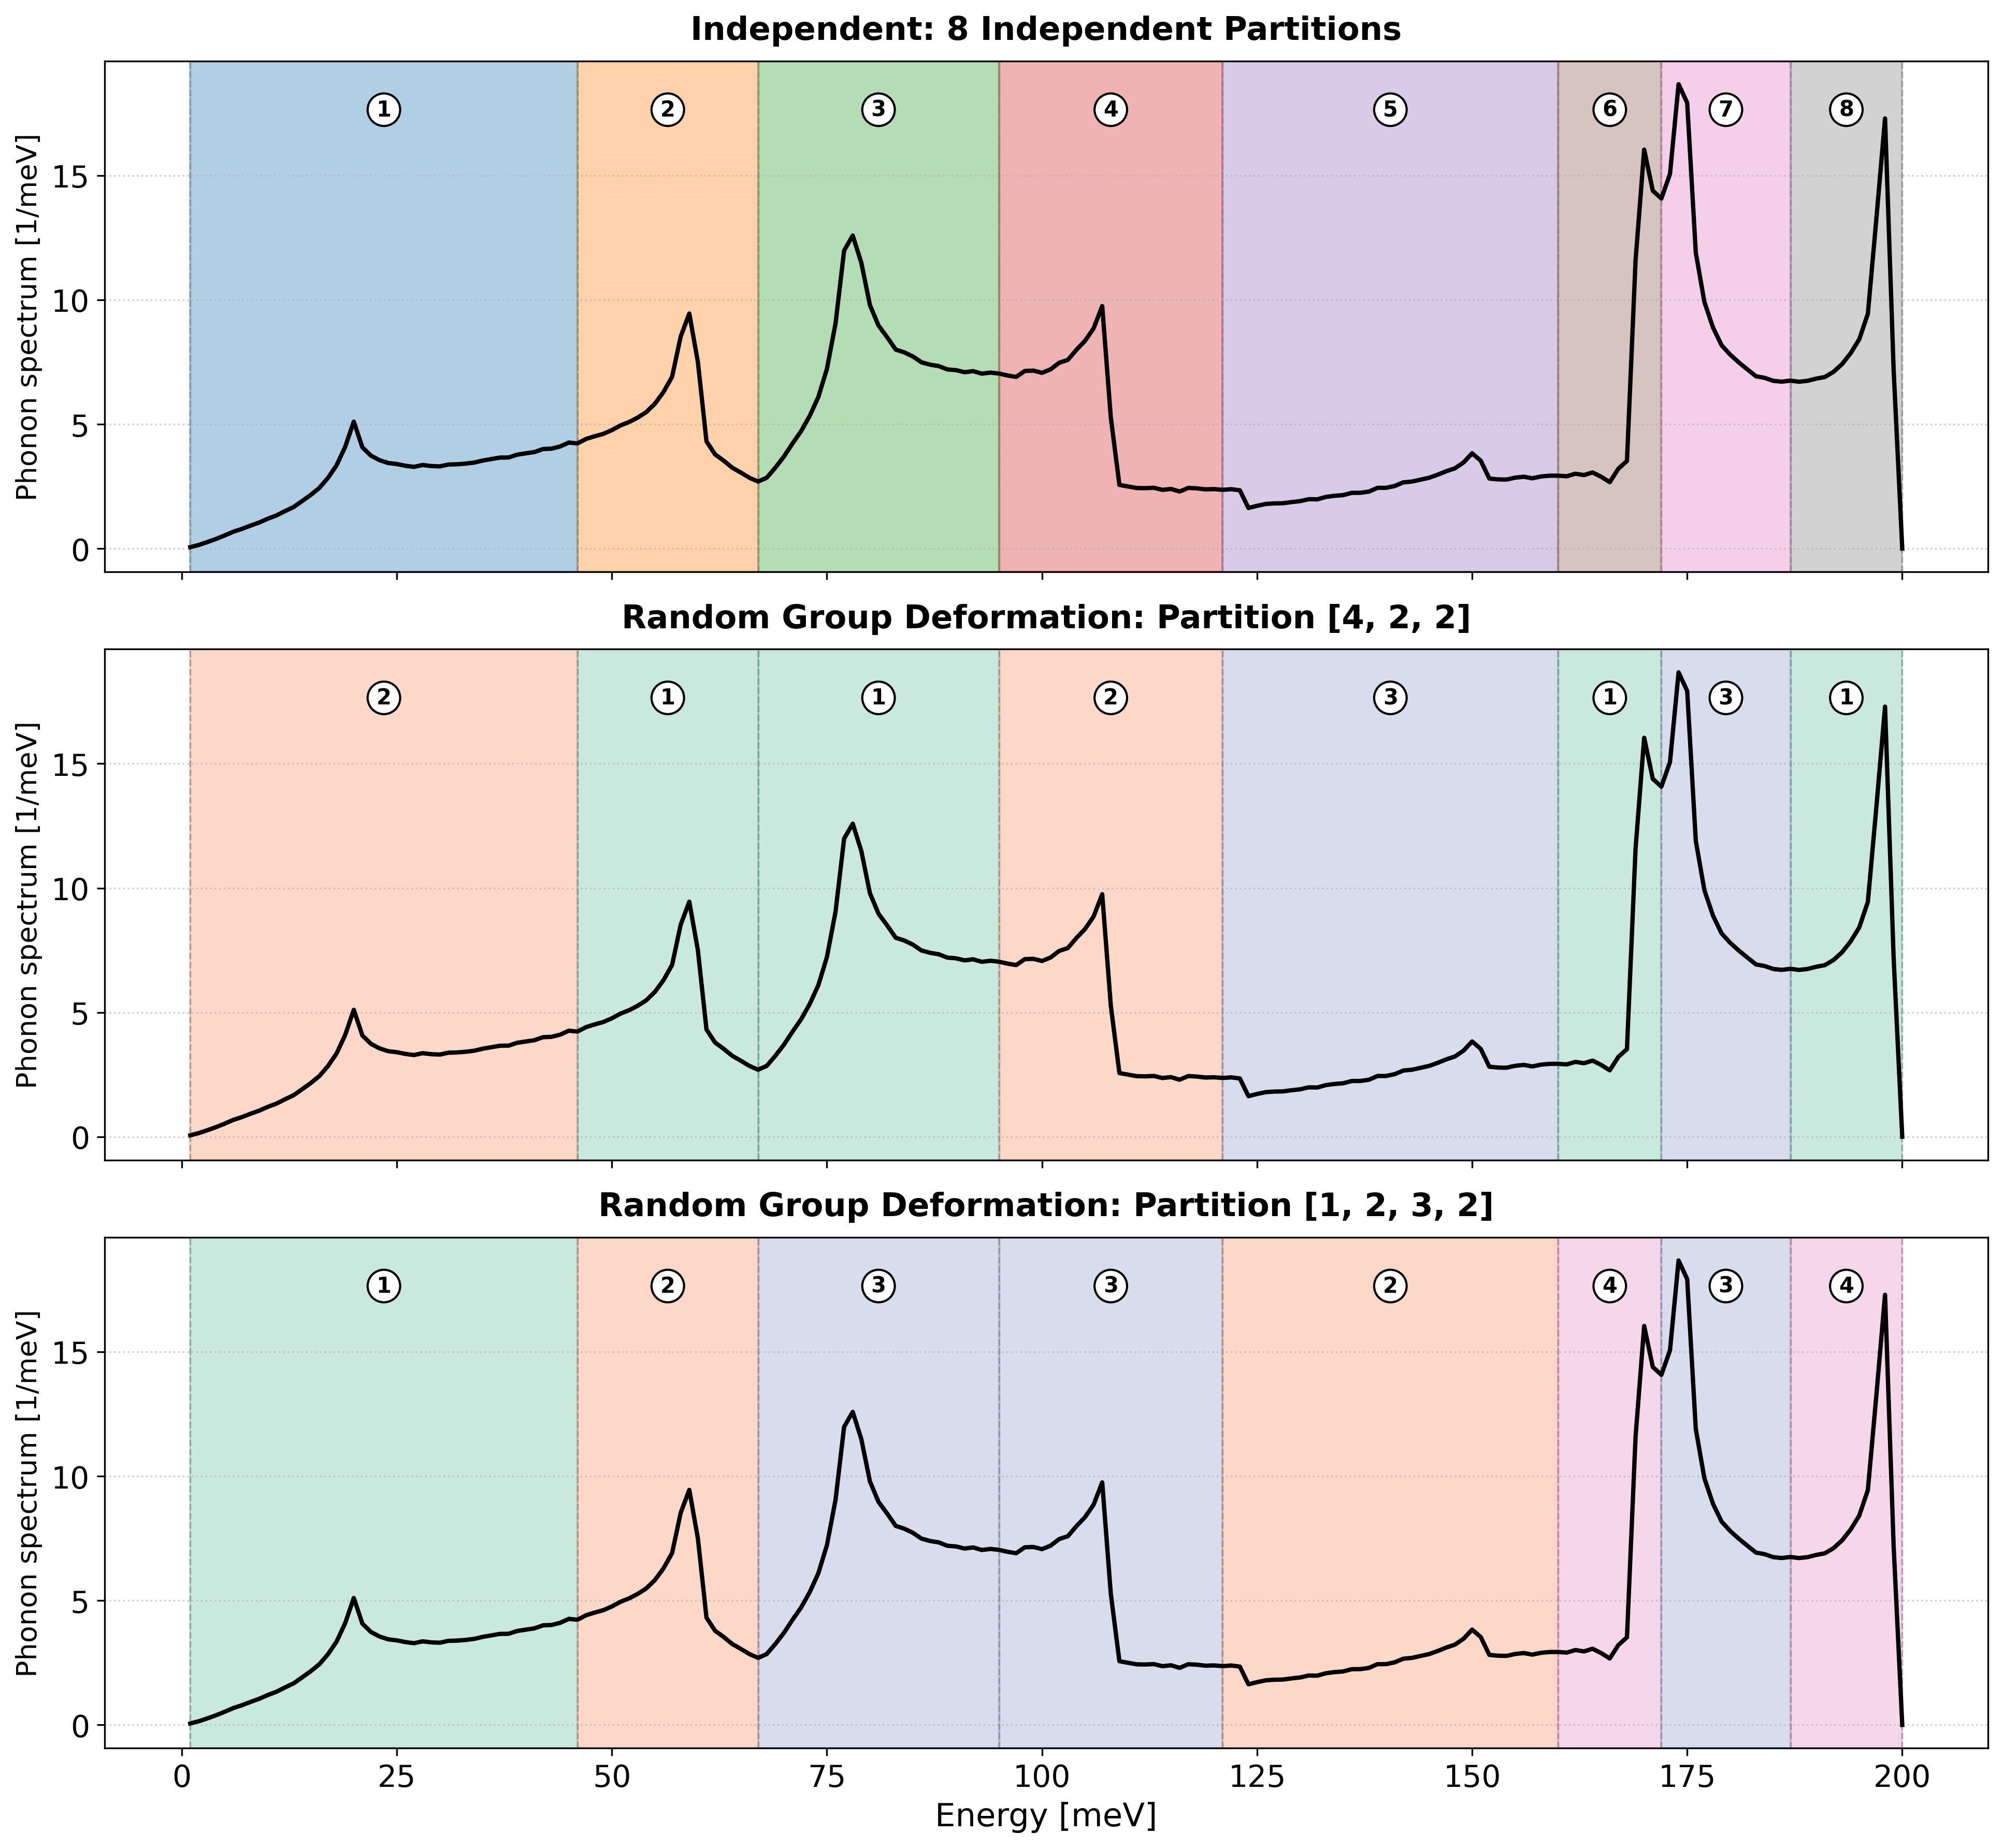 Independent: 8 Independent Partitions
Phonon spectrum [1/meV]
15
10
5
0
1 2 3 4 5 6 7 8
Random Group Deformation: Partition [4, 2, 2]
Phonon spectrum [1/meV]
15
10
5
0
2 1 1 2 3 1 3 1
Random Group Deformation: Partition [1, 2, 3, 2]
Phonon spectrum [1/meV]
15
10
5
0
1 2 3 3 2 4 3 4
0 25 50 75 100 125 150 175 200
Energy [meV]